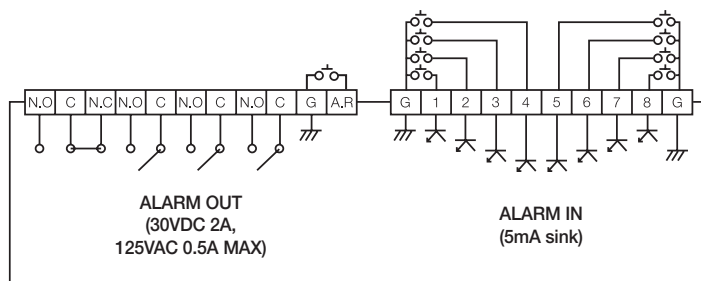 N.O C N.C N.O C N.O C N.O C G A.R
G 1 2 3 4 5 6 7 8 G
ALARM OUT
(30VDC 2A,
125VAC 0.5A MAX)
ALARM IN
(5mA sink)